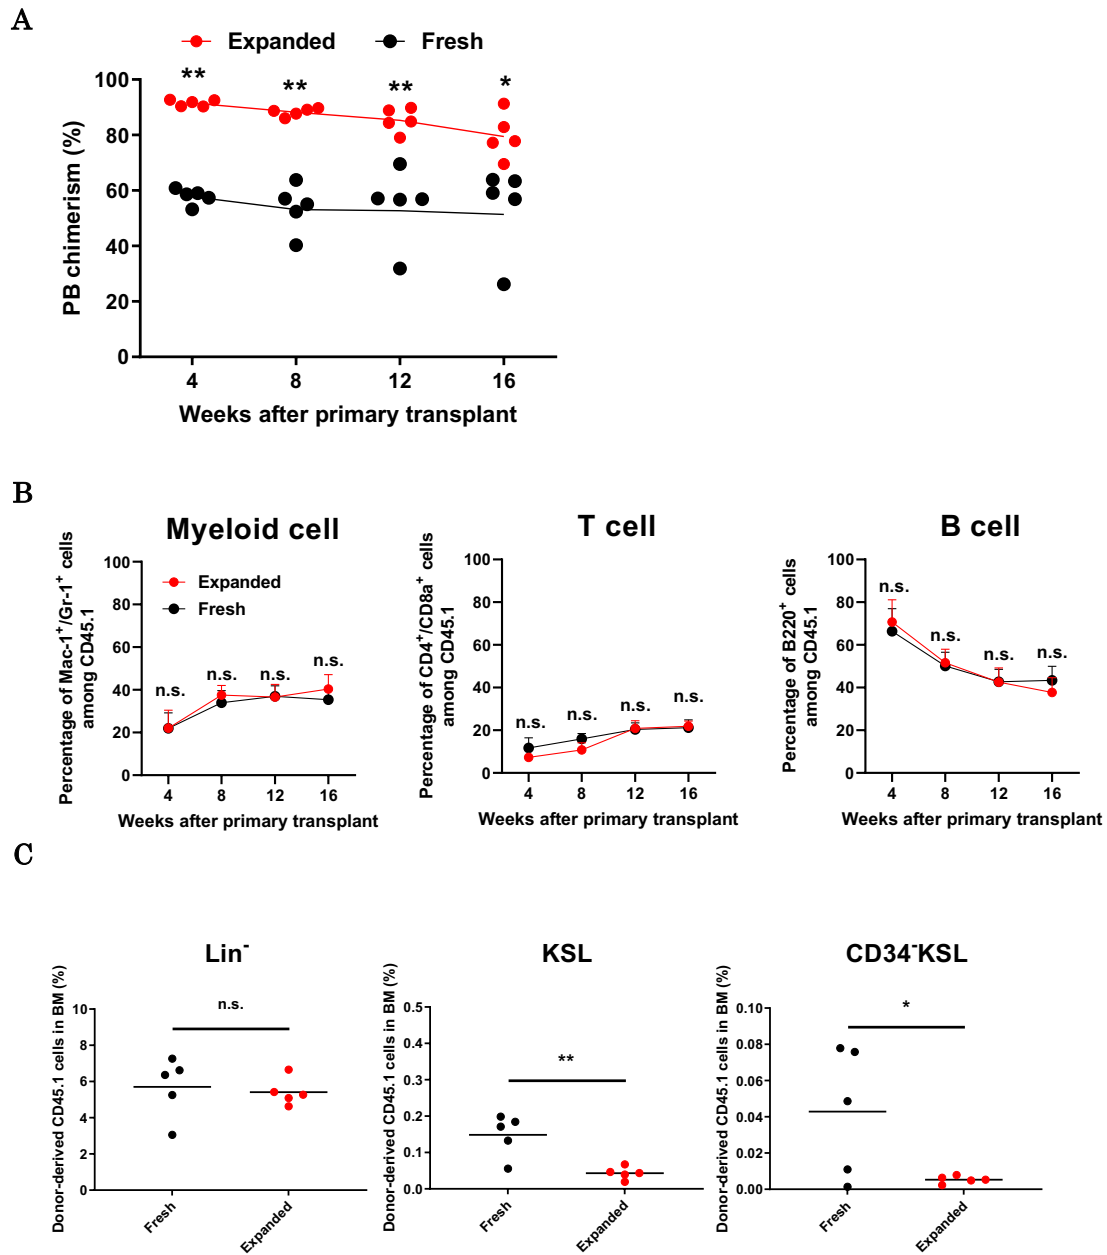 A
Expanded Fresh
** ** ** *
PB chimerism (%)
100
80
60
40
20
0
4 8 12 16
Weeks after primary transplant
B
Myeloid cell
Percentage of Mac-1⁺/Gr-1⁺ cells
among CD45.1
100
80
60
40
20
0
Expanded
Fresh
n.s. n.s. n.s. n.s.
4 8 12 16
Weeks after primary transplant
T cell
Percentage of CD4⁺/CD8a⁺ cells
among CD45.1
100
80
60
40
20
0
n.s. n.s. n.s. n.s.
4 8 12 16
Weeks after primary transplant
B cell
Percentage of B220⁺ cells
among CD45.1
100
80
60
40
20
0
n.s. n.s. n.s. n.s.
4 8 12 16
Weeks after primary transplant
C
Lin⁻
Donor-derived CD45.1 cells in BM (%)
10
8
6
4
2
0
n.s.
Fresh Expanded
KSL
Donor-derived CD45.1 cells in BM (%)
0.5
0.4
0.3
0.2
0.1
0.0
**
Fresh Expanded
CD34⁻KSL
Donor-derived CD45.1 cells in BM (%)
0.10
0.08
0.06
0.04
0.02
0.00
*
Fresh Expanded